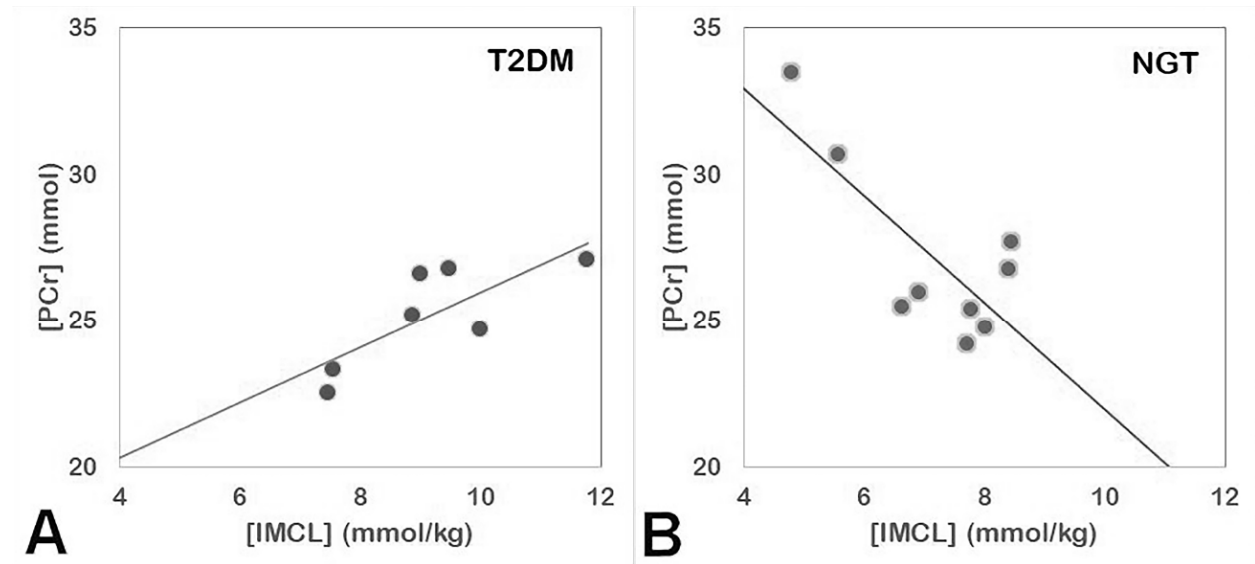 35
T2DM
30
[PCr] (mmol)
25
20
4 6 8 10 12
[IMCL] (mmol/kg)
A
35
NGT
30
[PCr] (mmol)
25
20
4 6 8 10 12
[IMCL] (mmol/kg)
B